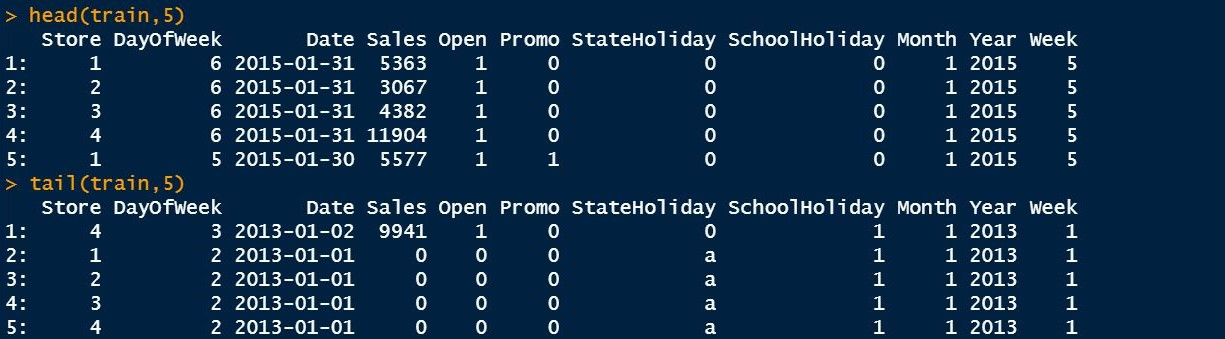 > head(train,5)
Store DayOfWeek Date Sales Open Promo StateHoliday SchoolHoliday Month Year Week
1: 1 6 2015-01-31 5363 1 0 0 0 1 2015 5
2: 2 6 2015-01-31 3067 1 0 0 0 1 2015 5
3: 3 6 2015-01-31 4382 1 0 0 0 1 2015 5
4: 4 6 2015-01-31 11904 1 0 0 0 1 2015 5
5: 1 5 2015-01-30 5577 1 1 0 0 1 2015 5
> tail(train,5)
Store DayOfWeek Date Sales Open Promo StateHoliday SchoolHoliday Month Year Week
1: 4 3 2013-01-02 9941 1 0 0 1 1 2013 1
2: 1 2 2013-01-01 0 0 0 a 1 1 2013 1
3: 2 2 2013-01-01 0 0 0 a 1 1 2013 1
4: 3 2 2013-01-01 0 0 0 a 1 1 2013 1
5: 4 2 2013-01-01 0 0 0 a 1 1 2013 1